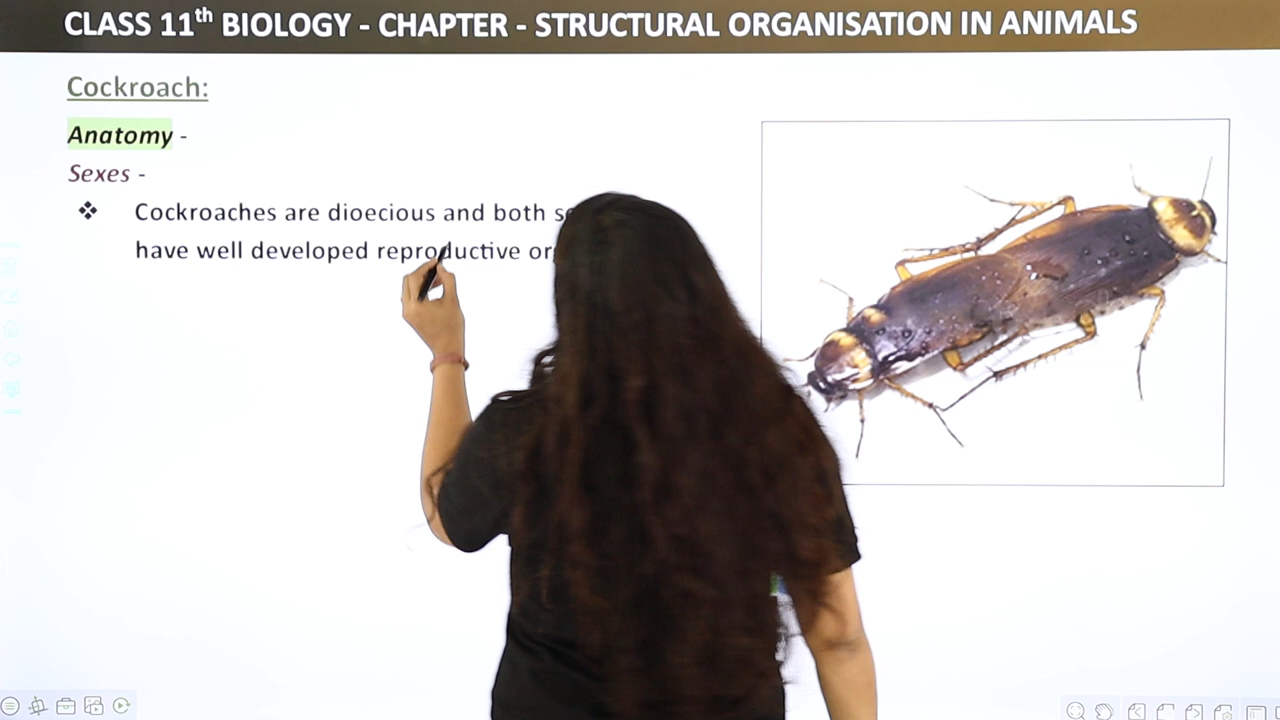 CLASS 11th BIOLOGY - CHAPTER - STRUCTURAL ORGANISATION IN ANIMALS
Cockroach:
Anatomy -
Sexes -
❖ Cockroaches are dioecious and both
have well developed reproductive